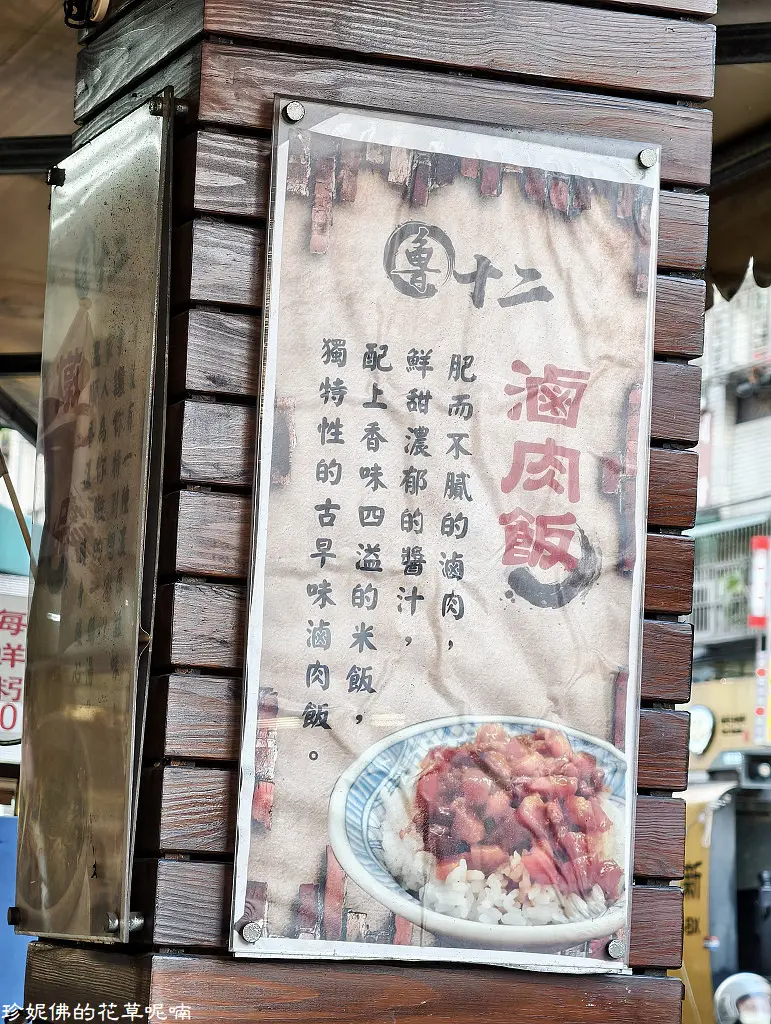 魯十二
滷肉飯
肥而不膩的滷肉，
鮮甜濃郁的醬汁，
配上香味四溢的米飯，
獨特性的古早味滷肉飯。
每
新
珍妮佛的花草呢喃